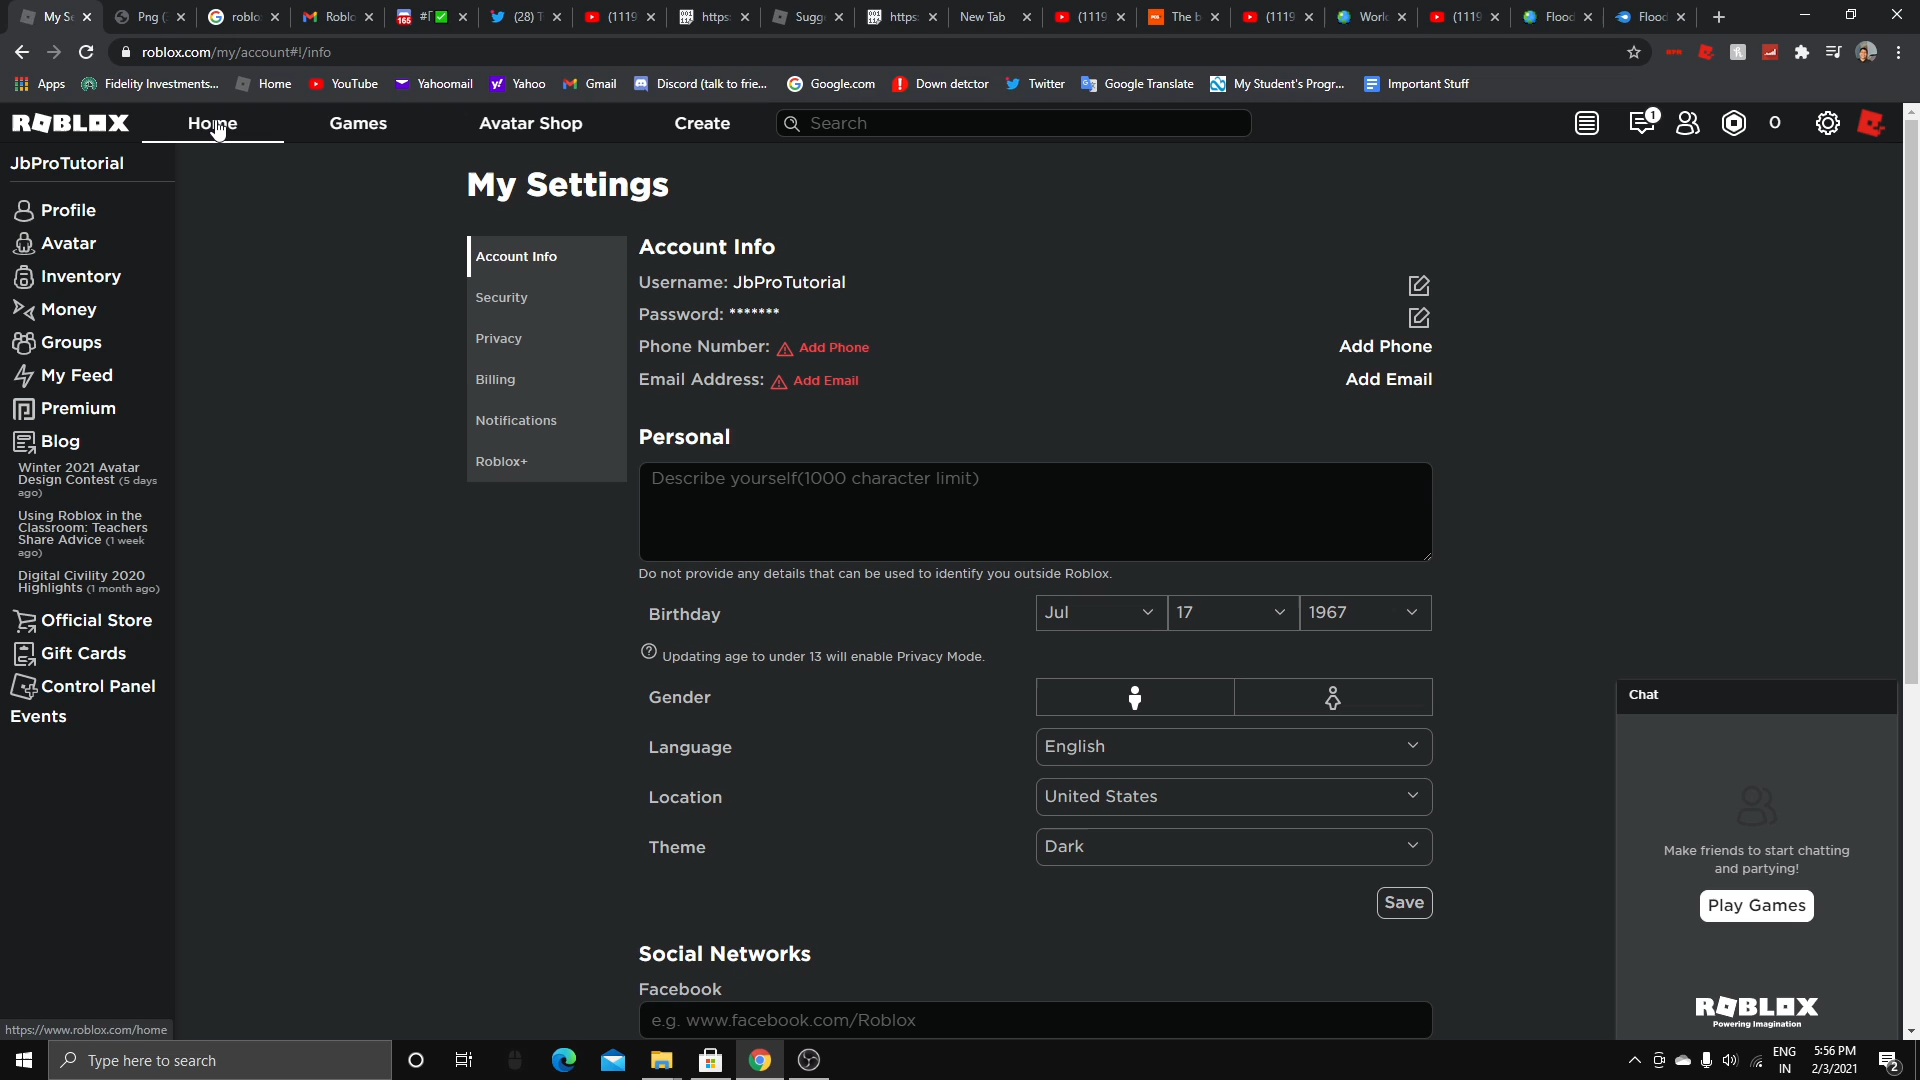 My Se
Png (
roblo
Roblo
165
#
(28) T
(1119
https:
Sugg
https:
New Tab
(1119
The b
(1119
Worl
(1119
Flood
Flood
roblox.com/my/account#!/info
Apps
Fidelity Investments...
Home
YouTube
Yahoomail
Yahoo
Gmail
Discord (talk to frie...
Google.com
Down detctor
Twitter
Google Translate
My Student's Progr...
Important Stuff
ROBLOX
Home
Games
Avatar Shop
Create
Search
1
0
JbProTutorial
Profile
Avatar
Inventory
Money
Groups
My Feed
Premium
Blog
Winter 2021 Avatar
Design Contest (5 days
ago)
Using Roblox in the
Classroom: Teachers
Share Advice (1 week
ago)
Digital Civility 2020
Highlights (1 month ago)
Official Store
Gift Cards
Control Panel
Events
My Settings
Account Info
Security
Privacy
Billing
Notifications
Roblox+
Account Info
Username: JbProTutorial
Password: *******
Phone Number: Add Phone
Add Phone
Email Address: Add Email
Add Email
Personal
Describe yourself(1000 character limit)
Do not provide any details that can be used to identify you outside Roblox.
Birthday
Jul
17
1967
Updating age to under 13 will enable Privacy Mode.
Gender
Language
English
Location
United States
Theme
Dark
Save
Social Networks
Facebook
e.g. www.facebook.com/Roblox
Chat
Make friends to start chatting
and partying!
Play Games
ROBLOX
Powering Imagination
https://www.roblox.com/home
Type here to search
ENG
IN
5:56 PM
2/3/2021
2